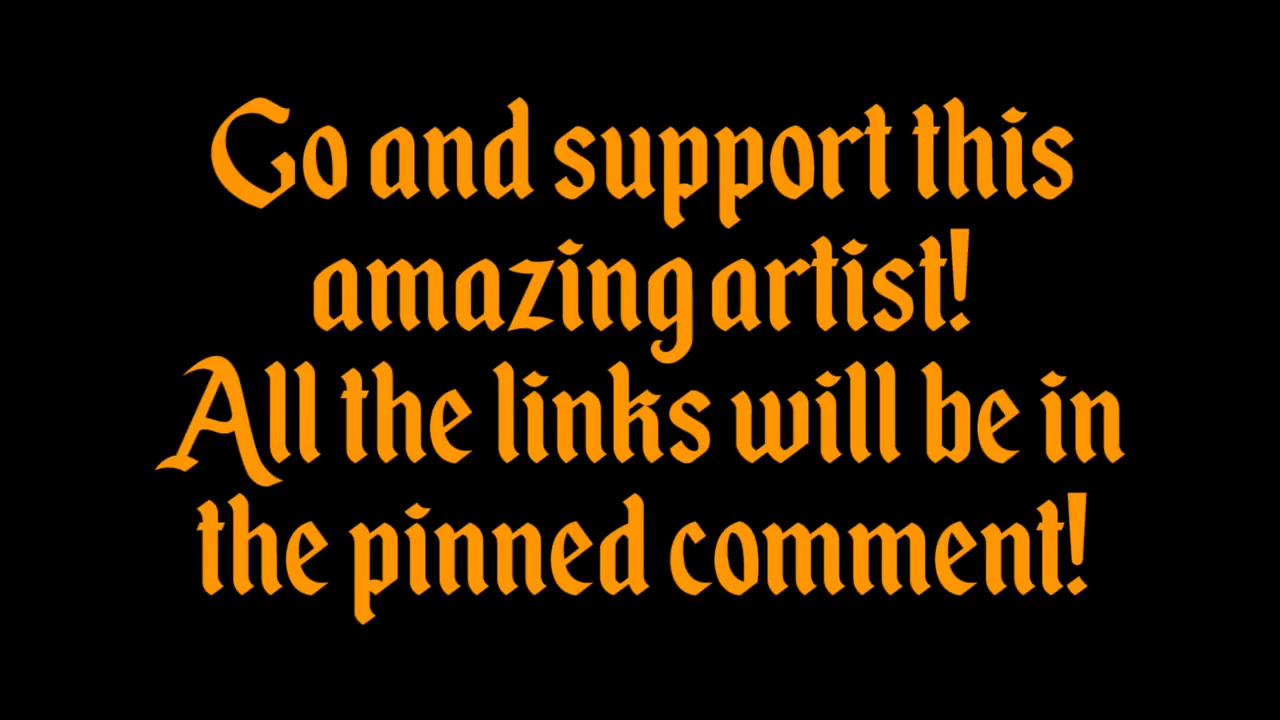 Go and support this
amazing artist!
All the links will be in
the pinned comment!